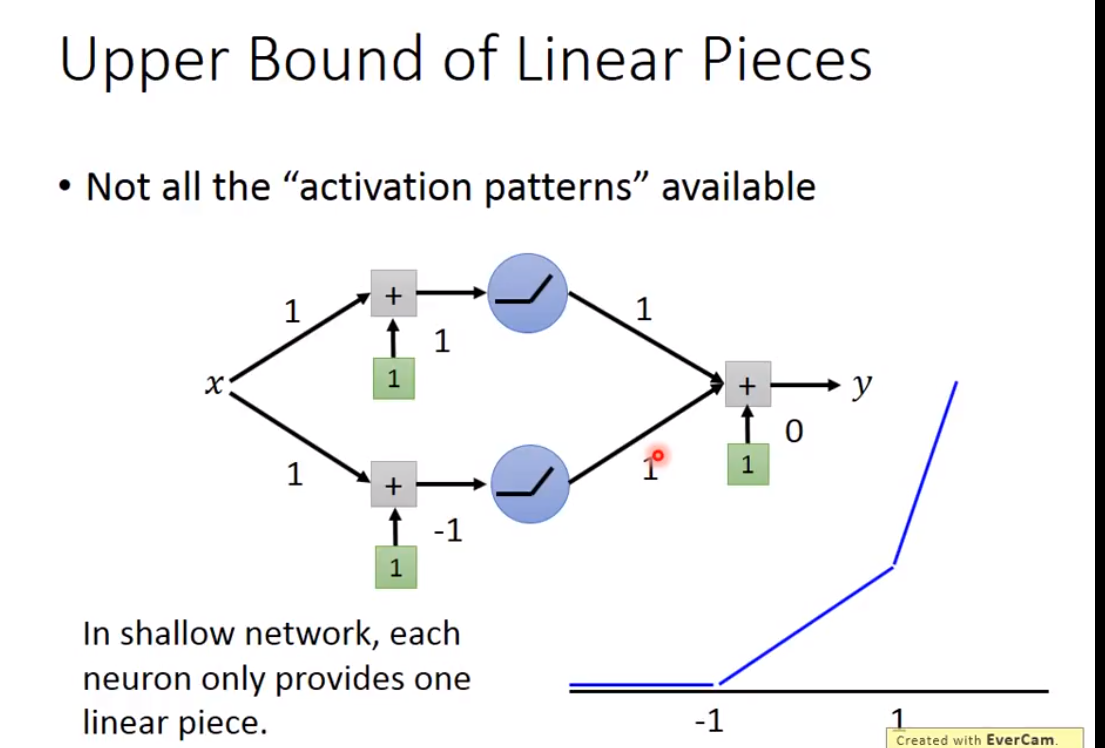 Upper Bound of Linear Pieces
• Not all the “activation patterns” available
+
1
1
1
1
x
+
y
0
1
1
1
+
-1
1
In shallow network, each
neuron only provides one
linear piece.
-1
1
Created with EverCam.